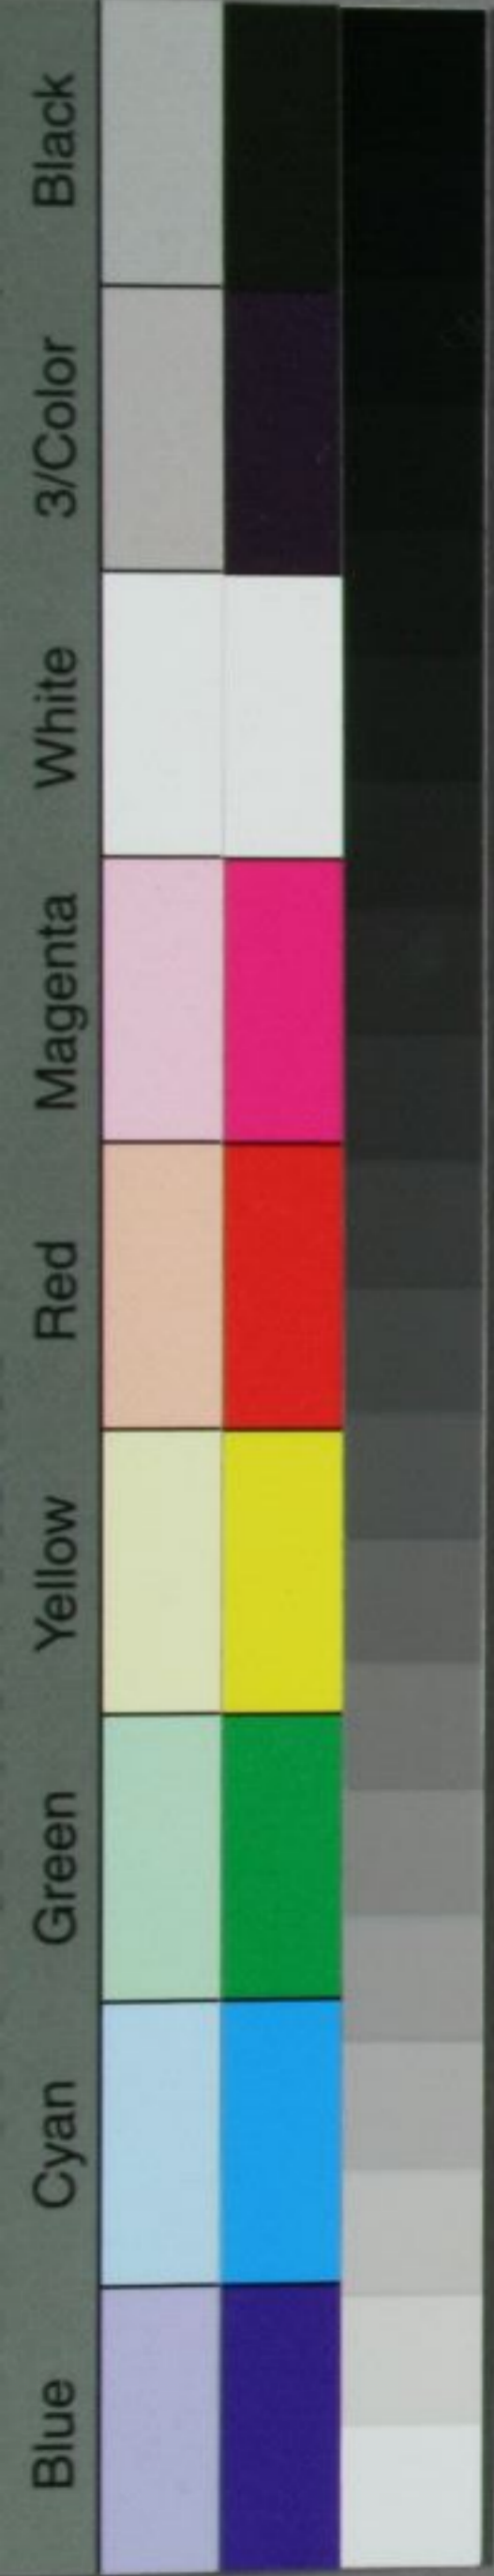 Blue
Cyan
Green
Yellow
Red
Magenta
White
3/Color
Black